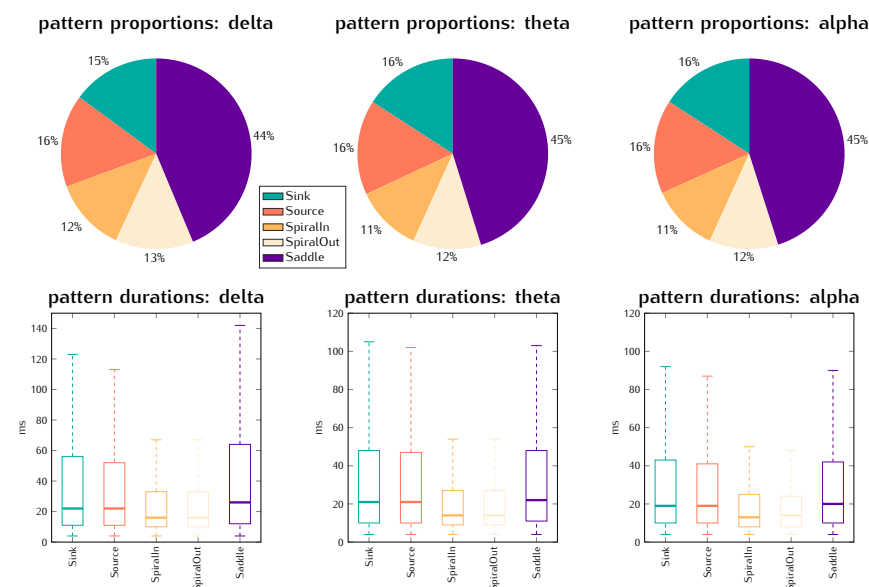 pattern proportions: delta
pattern proportions: theta
pattern proportions: alpha
15%
16%
12%
13%
44%
16%
16%
11%
12%
45%
16%
16%
11%
12%
45%
Sink
Source
SpiralIn
SpiralOut
Saddle
pattern durations: delta
ms
140
120
100
80
60
40
20
0
Sink
Source
SpiralIn
SpiralOut
Saddle
pattern durations: theta
ms
120
100
80
60
40
20
0
Sink
Source
SpiralIn
SpiralOut
Saddle
pattern durations: alpha
ms
120
100
80
60
40
20
0
Sink
Source
SpiralIn
SpiralOut
Saddle